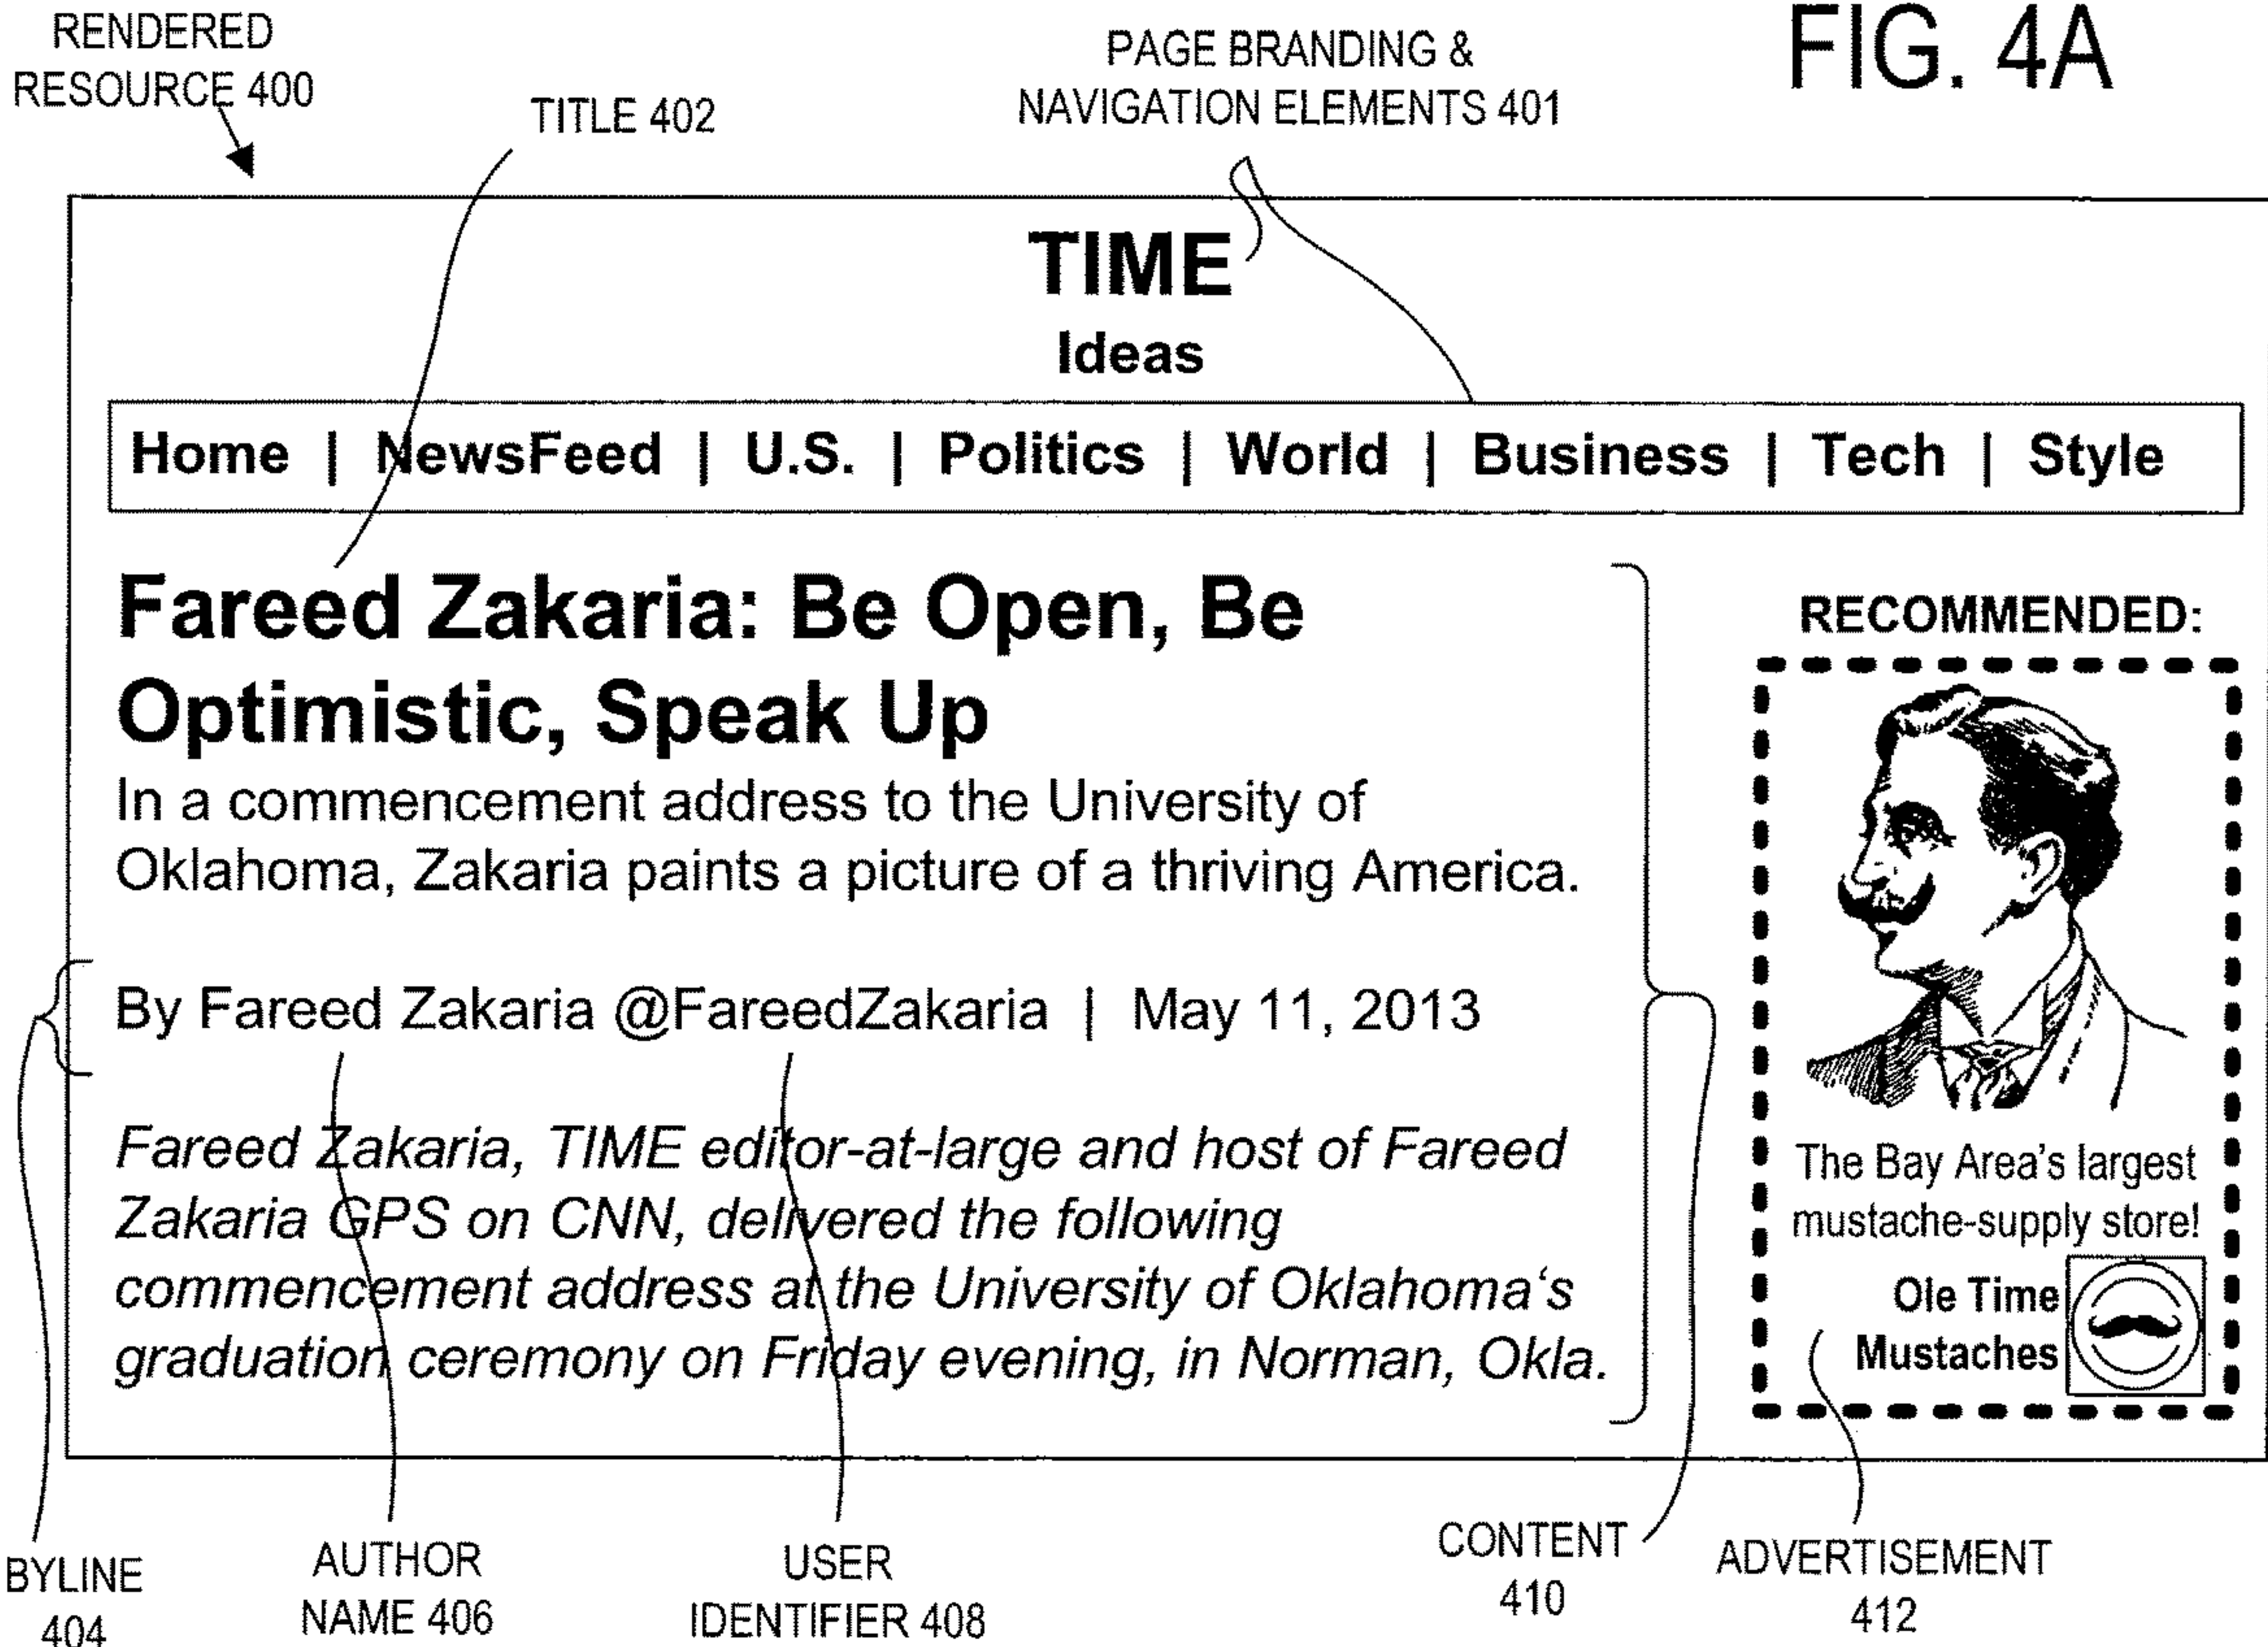 FIG. 4A
RENDERED
RESOURCE 400
TITLE 402
PAGE BRANDING &
NAVIGATION ELEMENTS 401
TIME
Ideas
Home | NewsFeed | U.S. | Politics | World | Business | Tech | Style
Fareed Zakaria: Be Open, Be
Optimistic, Speak Up
In a commencement address to the University of
Oklahoma, Zakaria paints a picture of a thriving America.
By Fareed Zakaria @FareedZakaria | May 11, 2013
Fareed Zakaria, TIME editor-at-large and host of Fareed
Zakaria GPS on CNN, delivered the following
commencement address at the University of Oklahoma's
graduation ceremony on Friday evening, in Norman, Okla.
RECOMMENDED:
The Bay Area's largest
mustache-supply store!
Ole Time
Mustaches
BYLINE
404
AUTHOR
NAME 406
USER
IDENTIFIER 408
CONTENT
410
ADVERTISEMENT
412